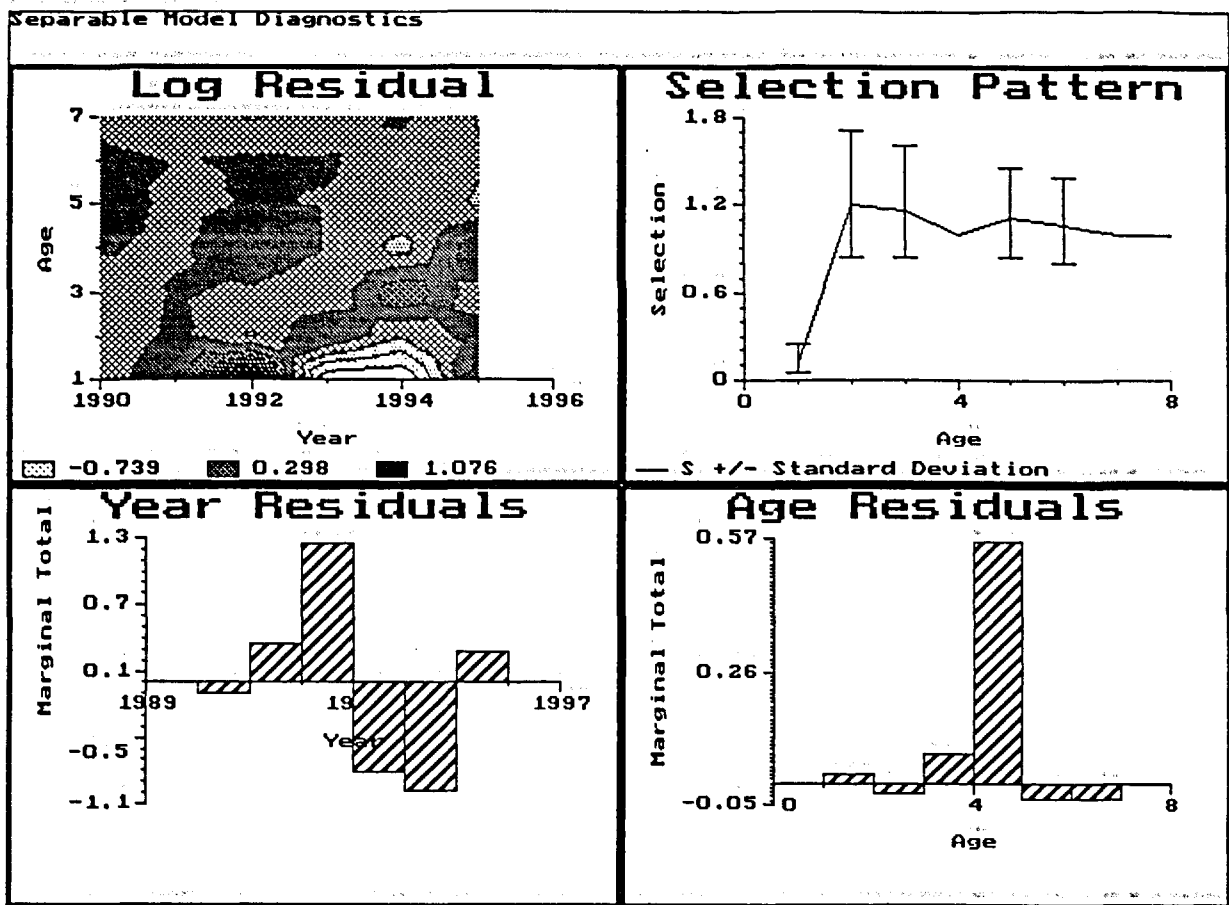 Separable Model Diagnostics
Log Residual
7
5
3
1
Age
1990 1992 1994 1996
Year
-0.739 0.298 1.076
Selection Pattern
1.8
1.2
0.6
0
Selection
0 4 8
Age
S +/- Standard Deviation
Year Residuals
1.3
0.7
0.1
-0.5
-1.1
Marginal Total
1989 19 1997
Year
Age Residuals
0.57
0.26
-0.05
Marginal Total
0 4 8
Age